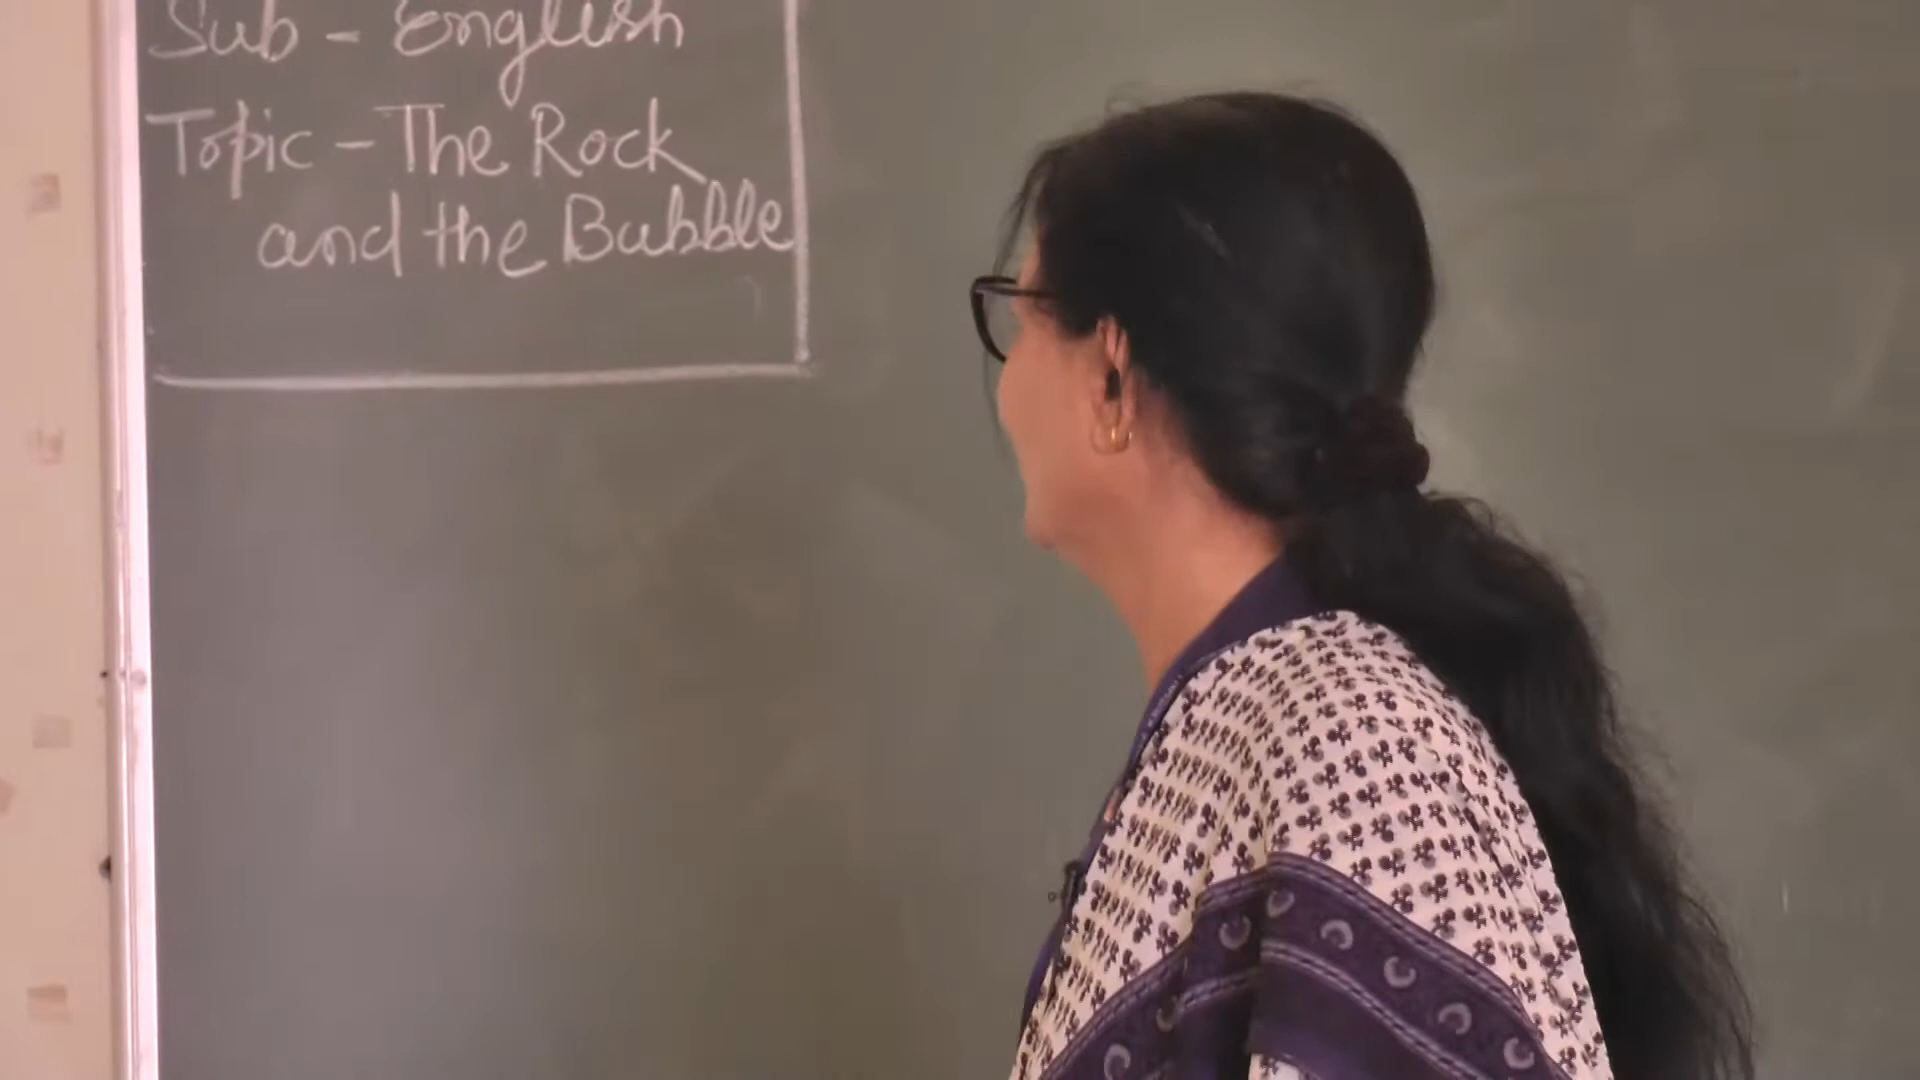 Sub - English
Topic - The Rock
and the Bubble